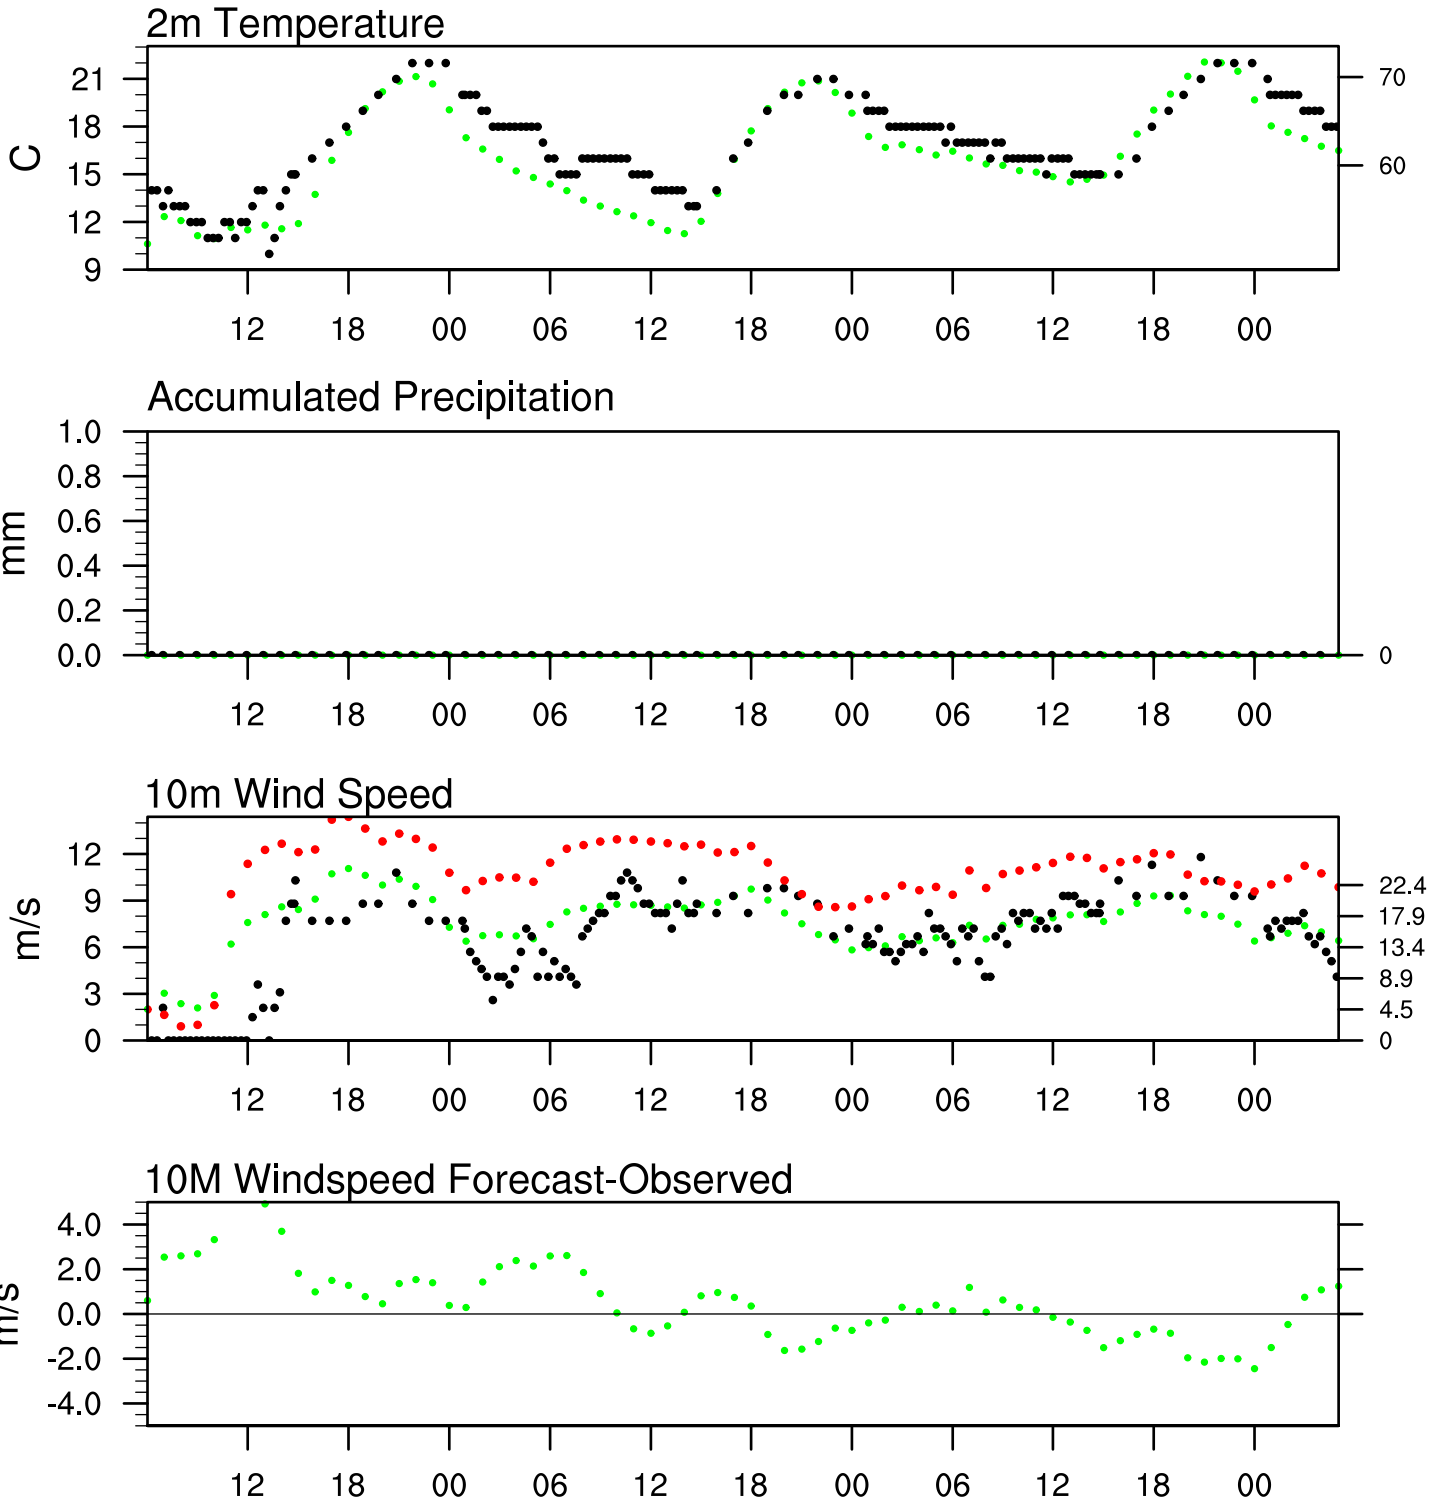 2m Temperature
21
18
15
12
9
C
70
60
12 18 00 06 12 18 00 06 12 18 00
Accumulated Precipitation
1.0
0.8
0.6
0.4
0.2
0.0
mm
0
12 18 00 06 12 18 00 06 12 18 00
10m Wind Speed
12
9
6
3
0
m/s
22.4
17.9
13.4
8.9
4.5
0
12 18 00 06 12 18 00 06 12 18 00
10M Windspeed Forecast-Observed
4.0
2.0
0.0
-2.0
-4.0
m/s
12 18 00 06 12 18 00 06 12 18 00